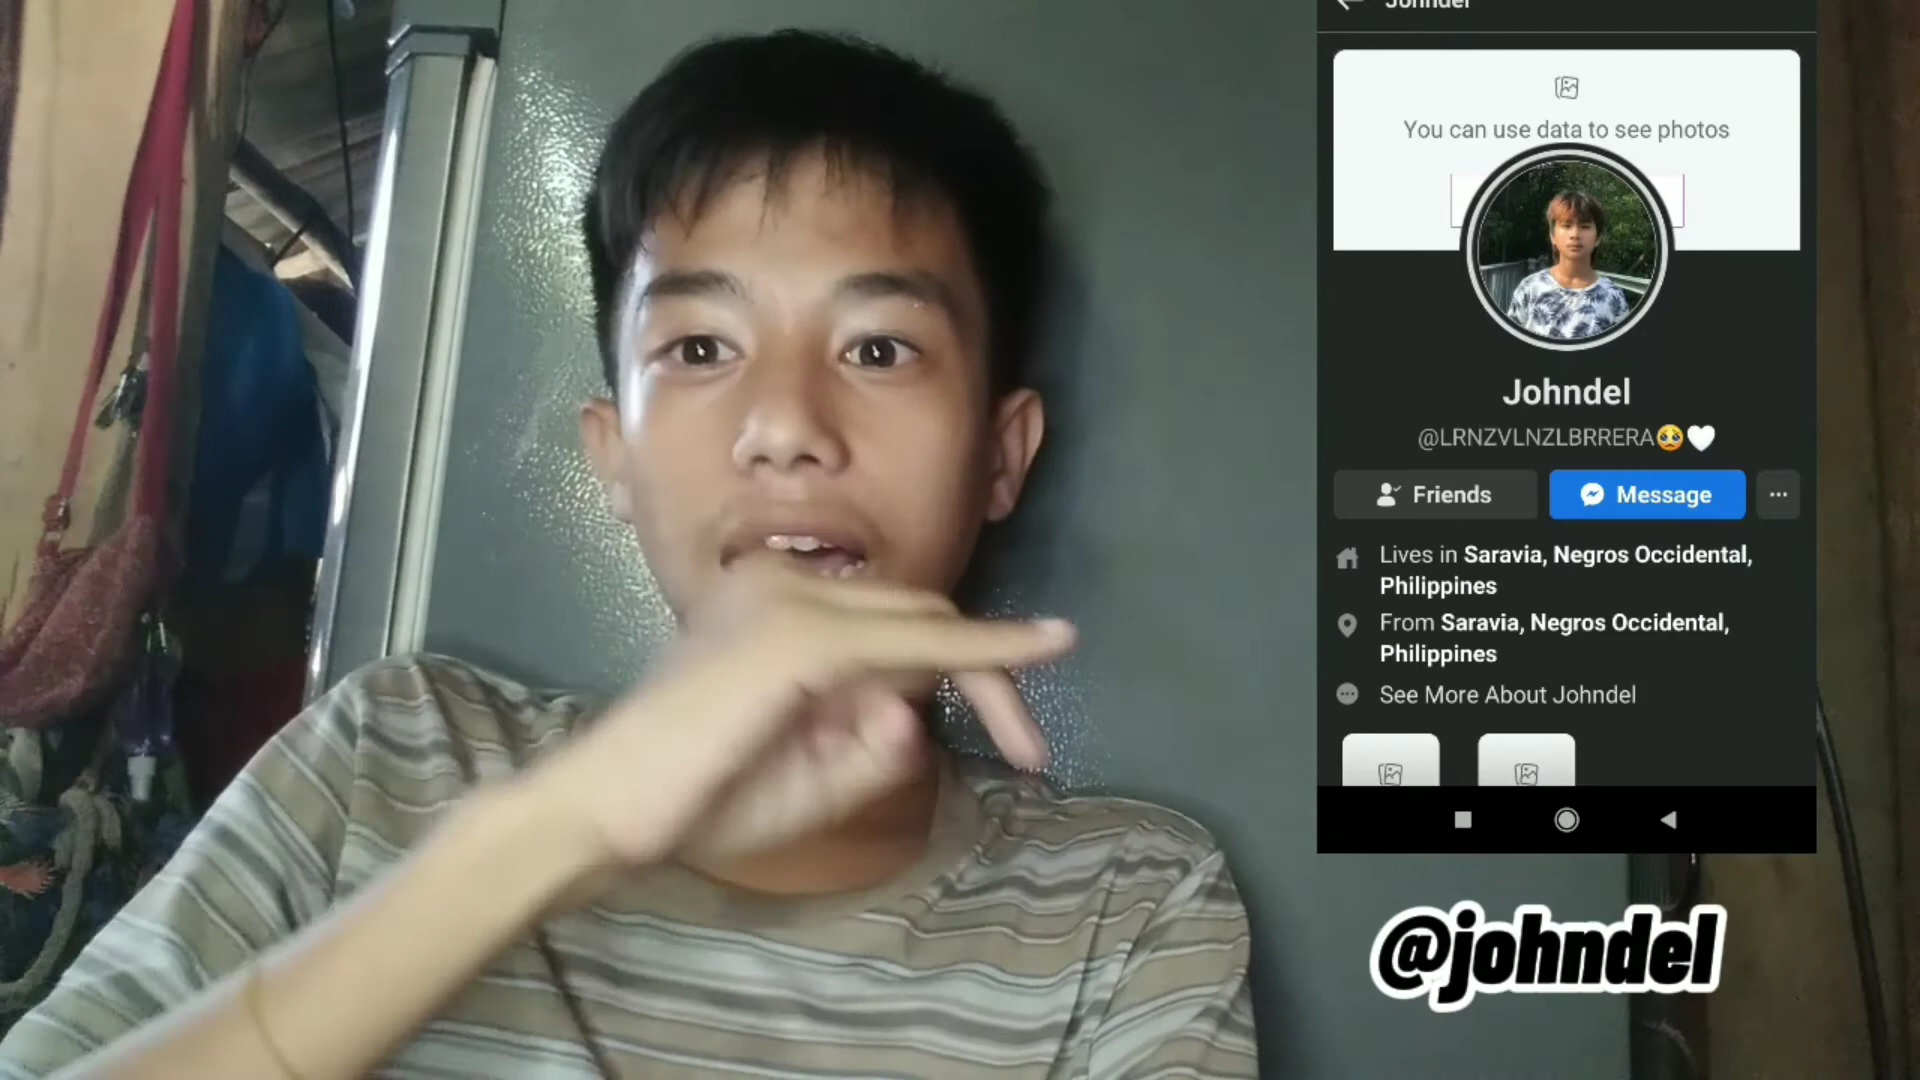 Johndel
You can use data to see photos
Johndel
@LRNZVLNZLBRRERA🥺🤍
Friends
Message
Lives in Saravia, Negros Occidental,
Philippines
From Saravia, Negros Occidental,
Philippines
See More About Johndel
@johndel